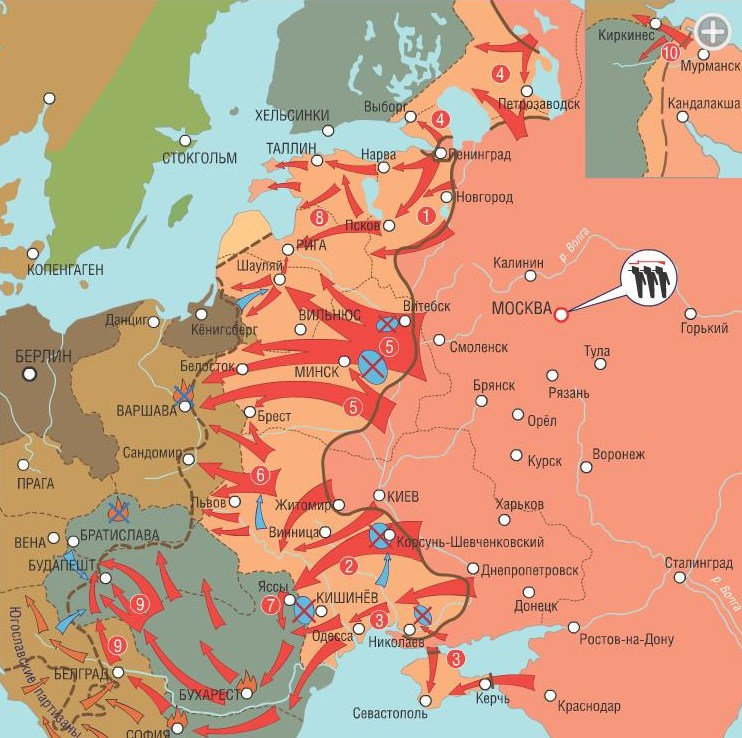 Киркинес
10
Мурманск
Кандалакша
4
Петрозаводск
Выборг
4
ХЕЛЬСИНКИ
СТОКГОЛЬМ
ТАЛЛИН
Нарва
Ленинград
Новгород
1
8
Псков
р. Волга
РИГА
Шауляй
Калинин
КОПЕНГАГЕН
МОСКВА
Горький
Данциг
Кёнигсберг
ВИЛЬНЮС
Витебск
5
Смоленск
БЕРЛИН
Белосток
МИНСК
Тула
Рязань
Брянск
ВАРШАВА
Брест
5
Орёл
Сандомир
Курск
Воронеж
6
ПРАГА
Львов
Житомир
КИЕВ
Харьков
БРАТИСЛАВА
ВЕНА
Винница
Корсунь-Шевченковский
БУДАПЕШТ
2
Днепропетровск
Сталинград
р. Волга
Яссы
9
7
КИШИНЁВ
Донецк
Югославские партизаны
Одесса
3
Николаев
Ростов-на-Дону
9
3
БЕЛГРАД
БУХАРЕСТ
Керчь
Краснодар
Севастополь
СОФИЯ